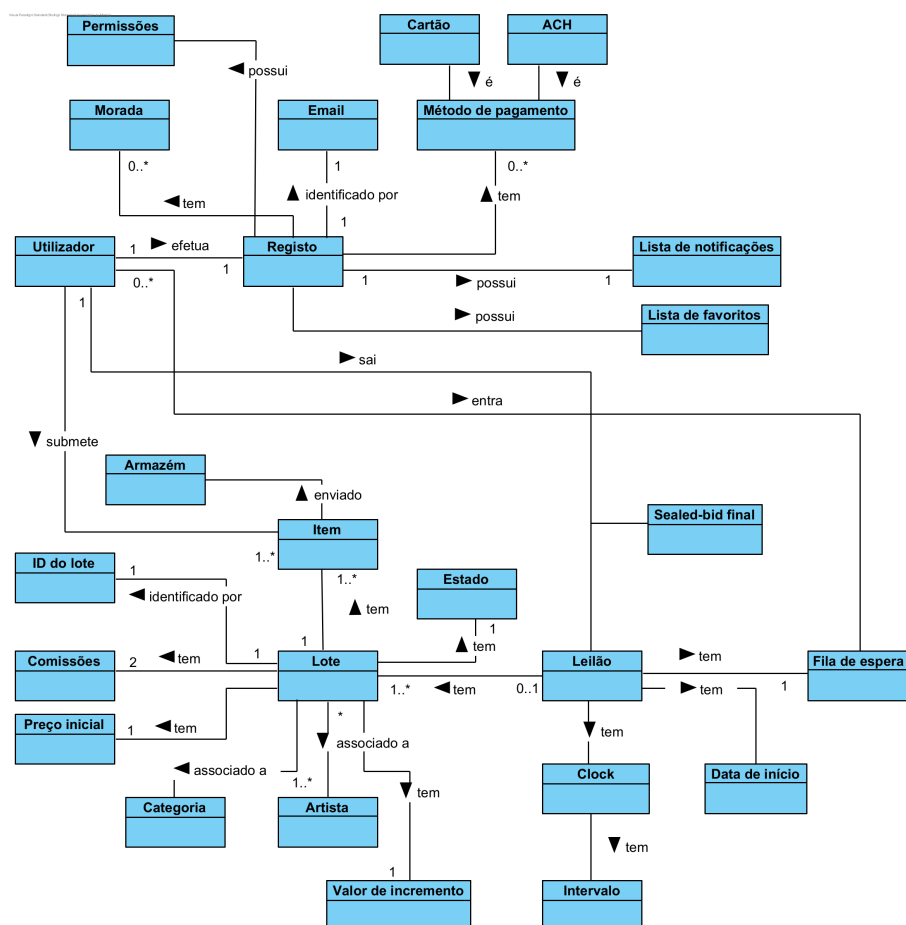 Cartão
ACH
Permissões
possui
é
é
Morada
Email
Método de pagamento
0..*
1
0..*
identificado por
tem
tem
1
Utilizador
1
efetua
Registo
Lista de notificações
1
0..*
1
possui
1
1
possui
Lista de favoritos
sai
entra
submete
Armazém
enviado
Sealed-bid final
Item
1..*
1..*
ID do lote
1
identificado por
Estado
tem
1
1
1
tem
Comissões
2
tem
Lote
1..*
tem
0..1
Leilão
tem
tem
1
Fila de espera
Preço inicial
1
tem
*
associado a
tem
associado a
1..*
tem
Categoria
Artista
Clock
Data de início
tem
1
Valor de incremento
Intervalo